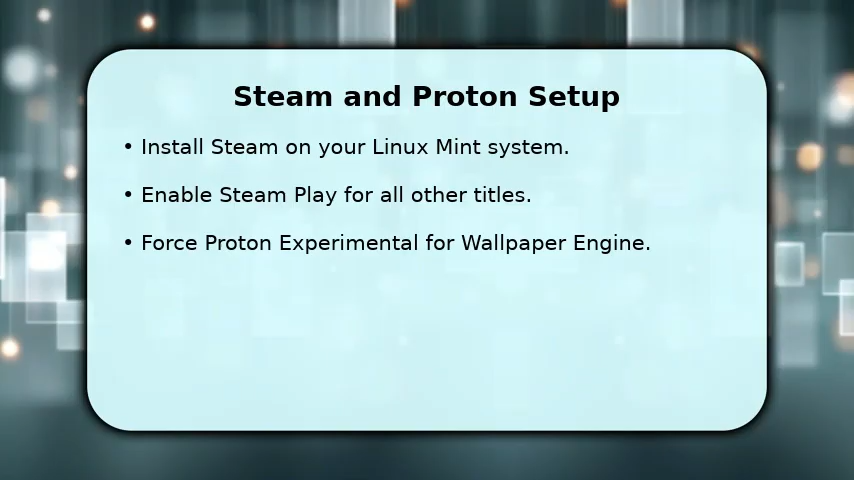 Steam and Proton Setup
• Install Steam on your Linux Mint system.
• Enable Steam Play for all other titles.
• Force Proton Experimental for Wallpaper Engine.